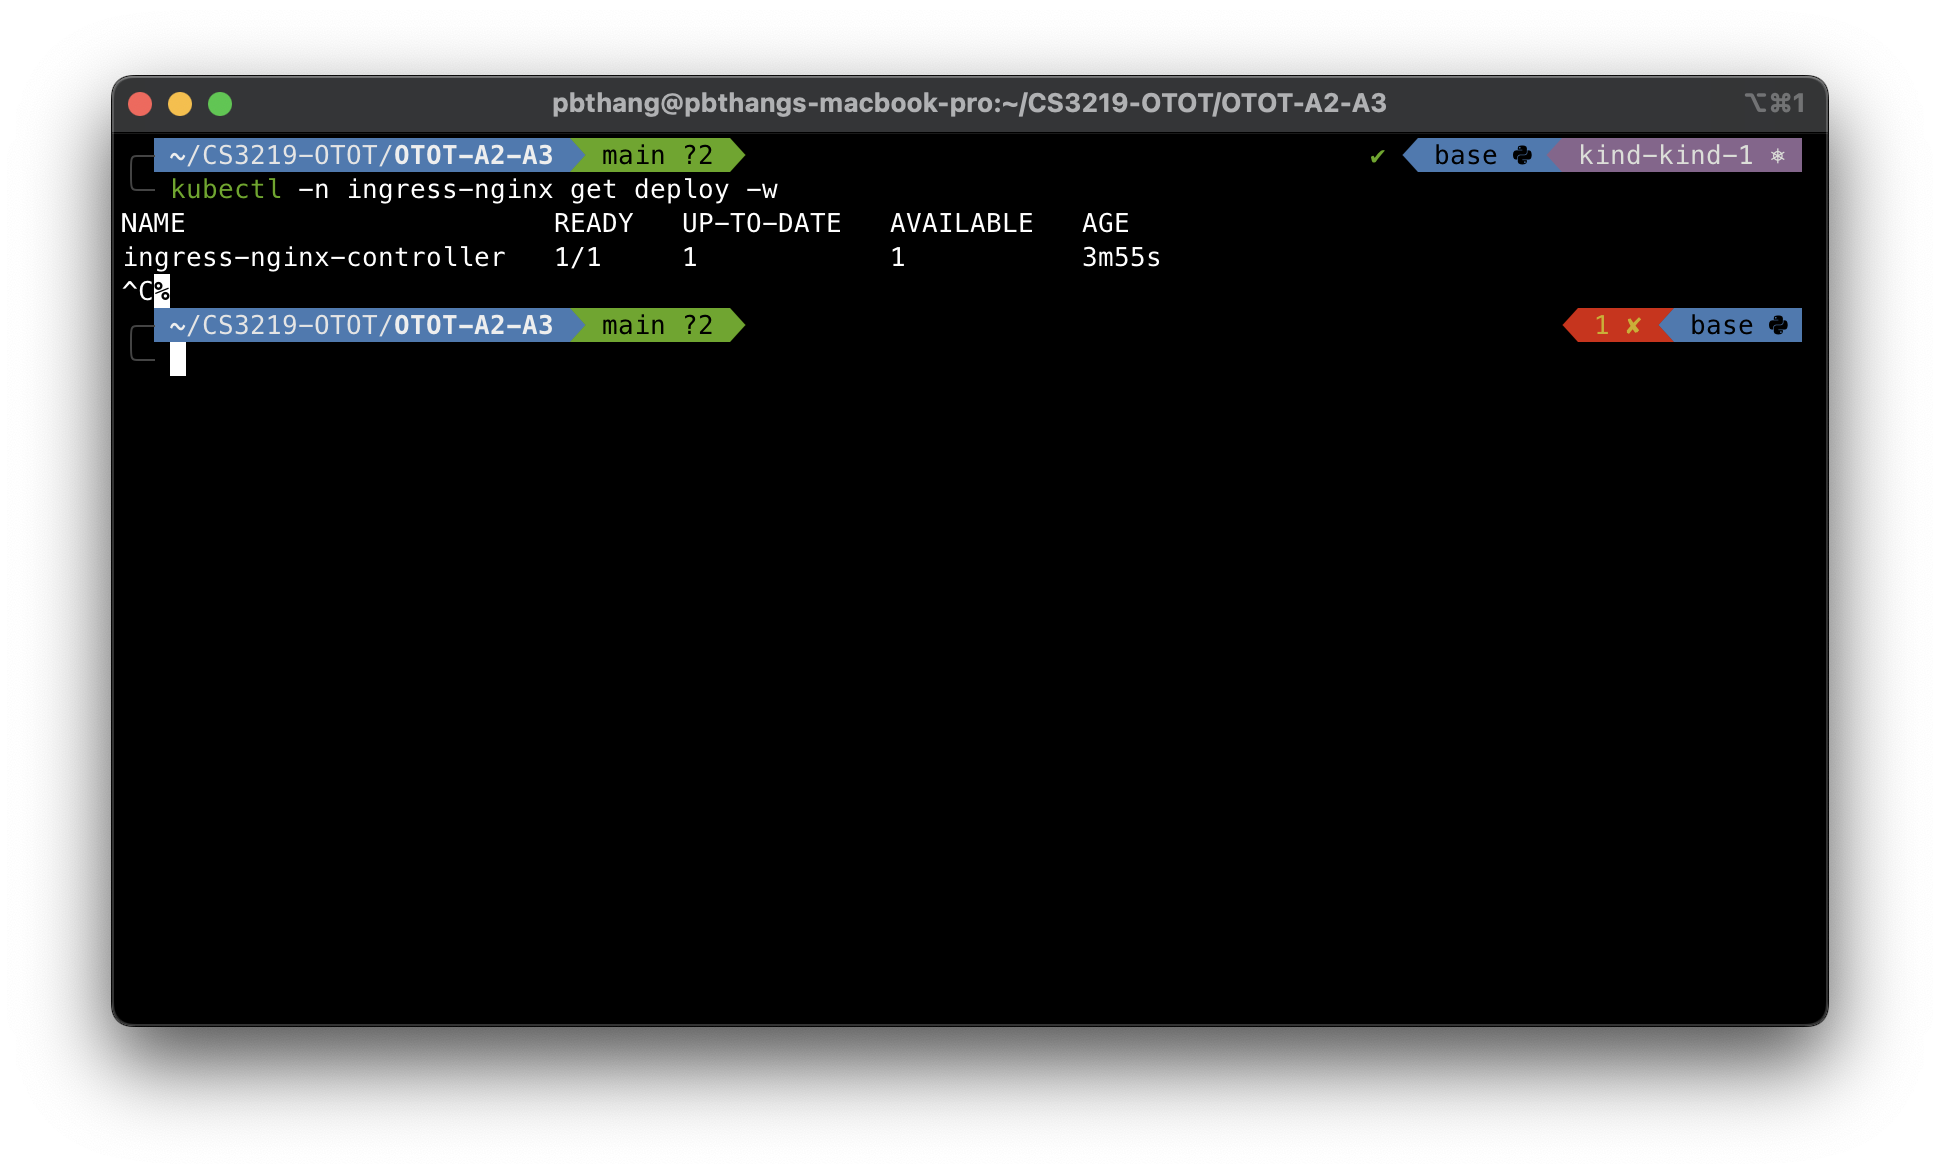 pbthang@pbthangs-macbook-pro:~/CS3219-OTOT/OTOT-A2-A3 ⌥⌘1
~/CS3219-OTOT/OTOT-A2-A3 main ?2 ✔ base kind-kind-1 ⎈
kubectl -n ingress-nginx get deploy -w
NAME READY UP-TO-DATE AVAILABLE AGE
ingress-nginx-controller 1/1 1 1 3m55s
^C%
~/CS3219-OTOT/OTOT-A2-A3 main ?2 1 ✘ base